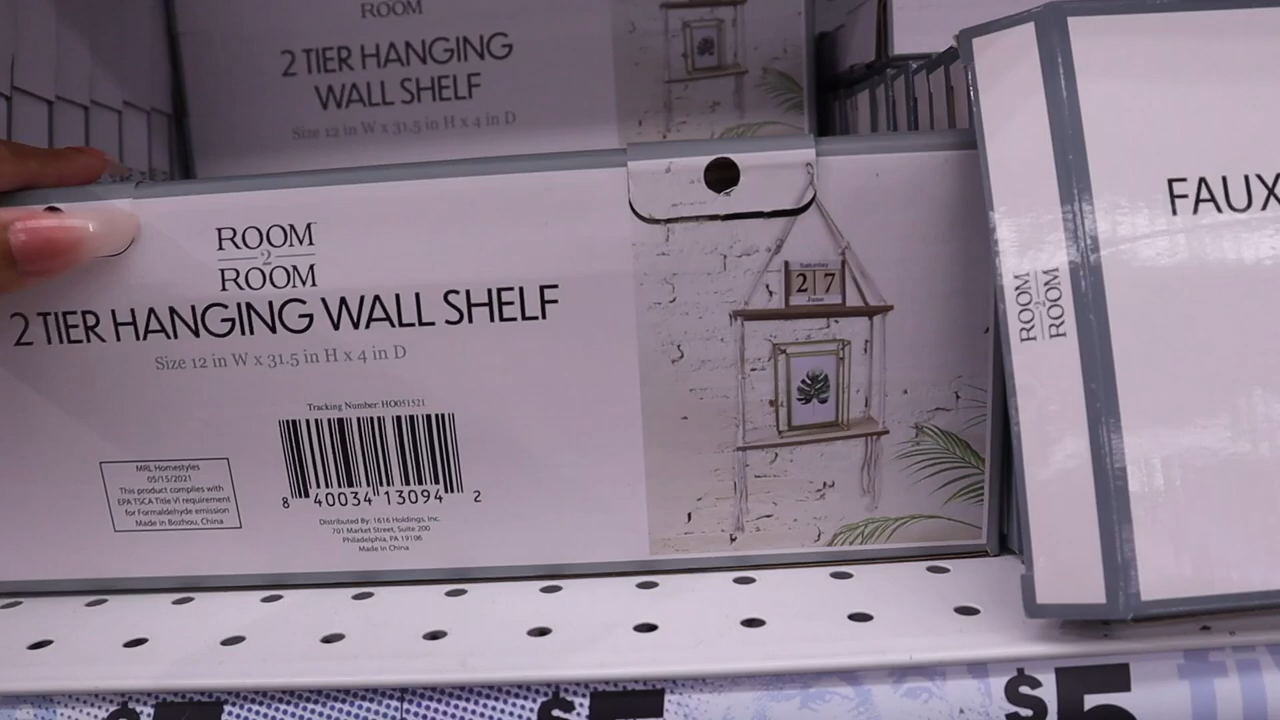 ROOM
2 TIER HANGING
WALL SHELF
Size 12 in W x 31.5 in H x 4 in D
ROOM
2
ROOM
2 TIER HANGING WALL SHELF
Size 12 in W x 31.5 in H x 4 in D
Tracking Number: HO051521
8 40034 13094 2
MRL Homestyles
05/15/2021
This product complies with
EPA TSCA Title VI requirement
for Formaldehyde emission
Made in Bozhou, China
Distributed By: 1616 Holdings, Inc.
701 Market Street, Suite 200
Philadelphia, PA 19106
Made In China
Saturday
27
June
ROOM
2
ROOM
FAUX
$5
$5
$5